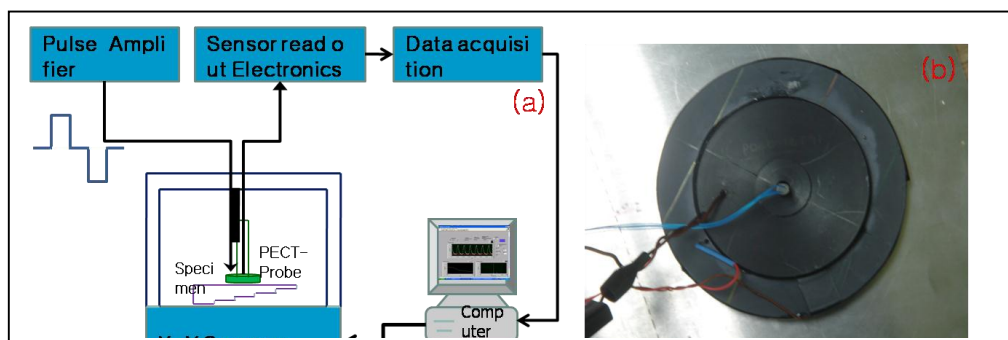 Pulse Ampli
fier
Sensor read o
ut Electronics
Data acquisi
tion
(a)
(b)
PECT-
Probe
Speci
men
Comp
uter